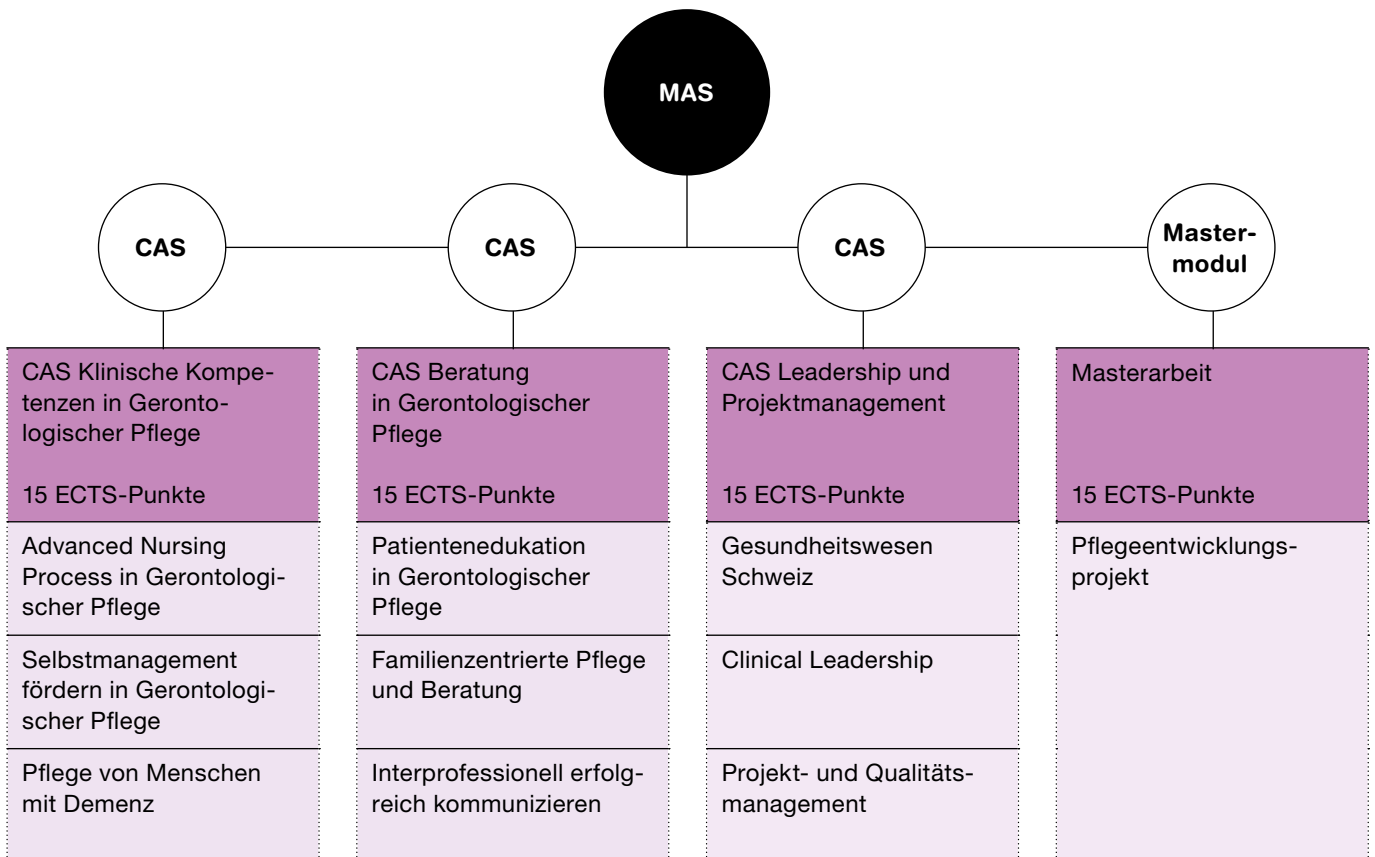 MAS
CAS
CAS
CAS
Master-
modul
CAS Klinische Kompe-
tenzen in Geronto-
logischer Pflege
15 ECTS-Punkte
Advanced Nursing
Process in Gerontologi-
scher Pflege
Selbstmanagement
fördern in Gerontologi-
scher Pflege
Pflege von Menschen
mit Demenz
CAS Beratung
in Gerontologischer
Pflege
15 ECTS-Punkte
Patientenedukation
in Gerontologischer
Pflege
Familienzentrierte Pflege
und Beratung
Interprofessionell erfolg-
reich kommunizieren
CAS Leadership und
Projektmanagement
15 ECTS-Punkte
Gesundheitswesen
Schweiz
Clinical Leadership
Projekt- und Qualitäts-
management
Masterarbeit
15 ECTS-Punkte
Pflegeentwicklungs-
projekt